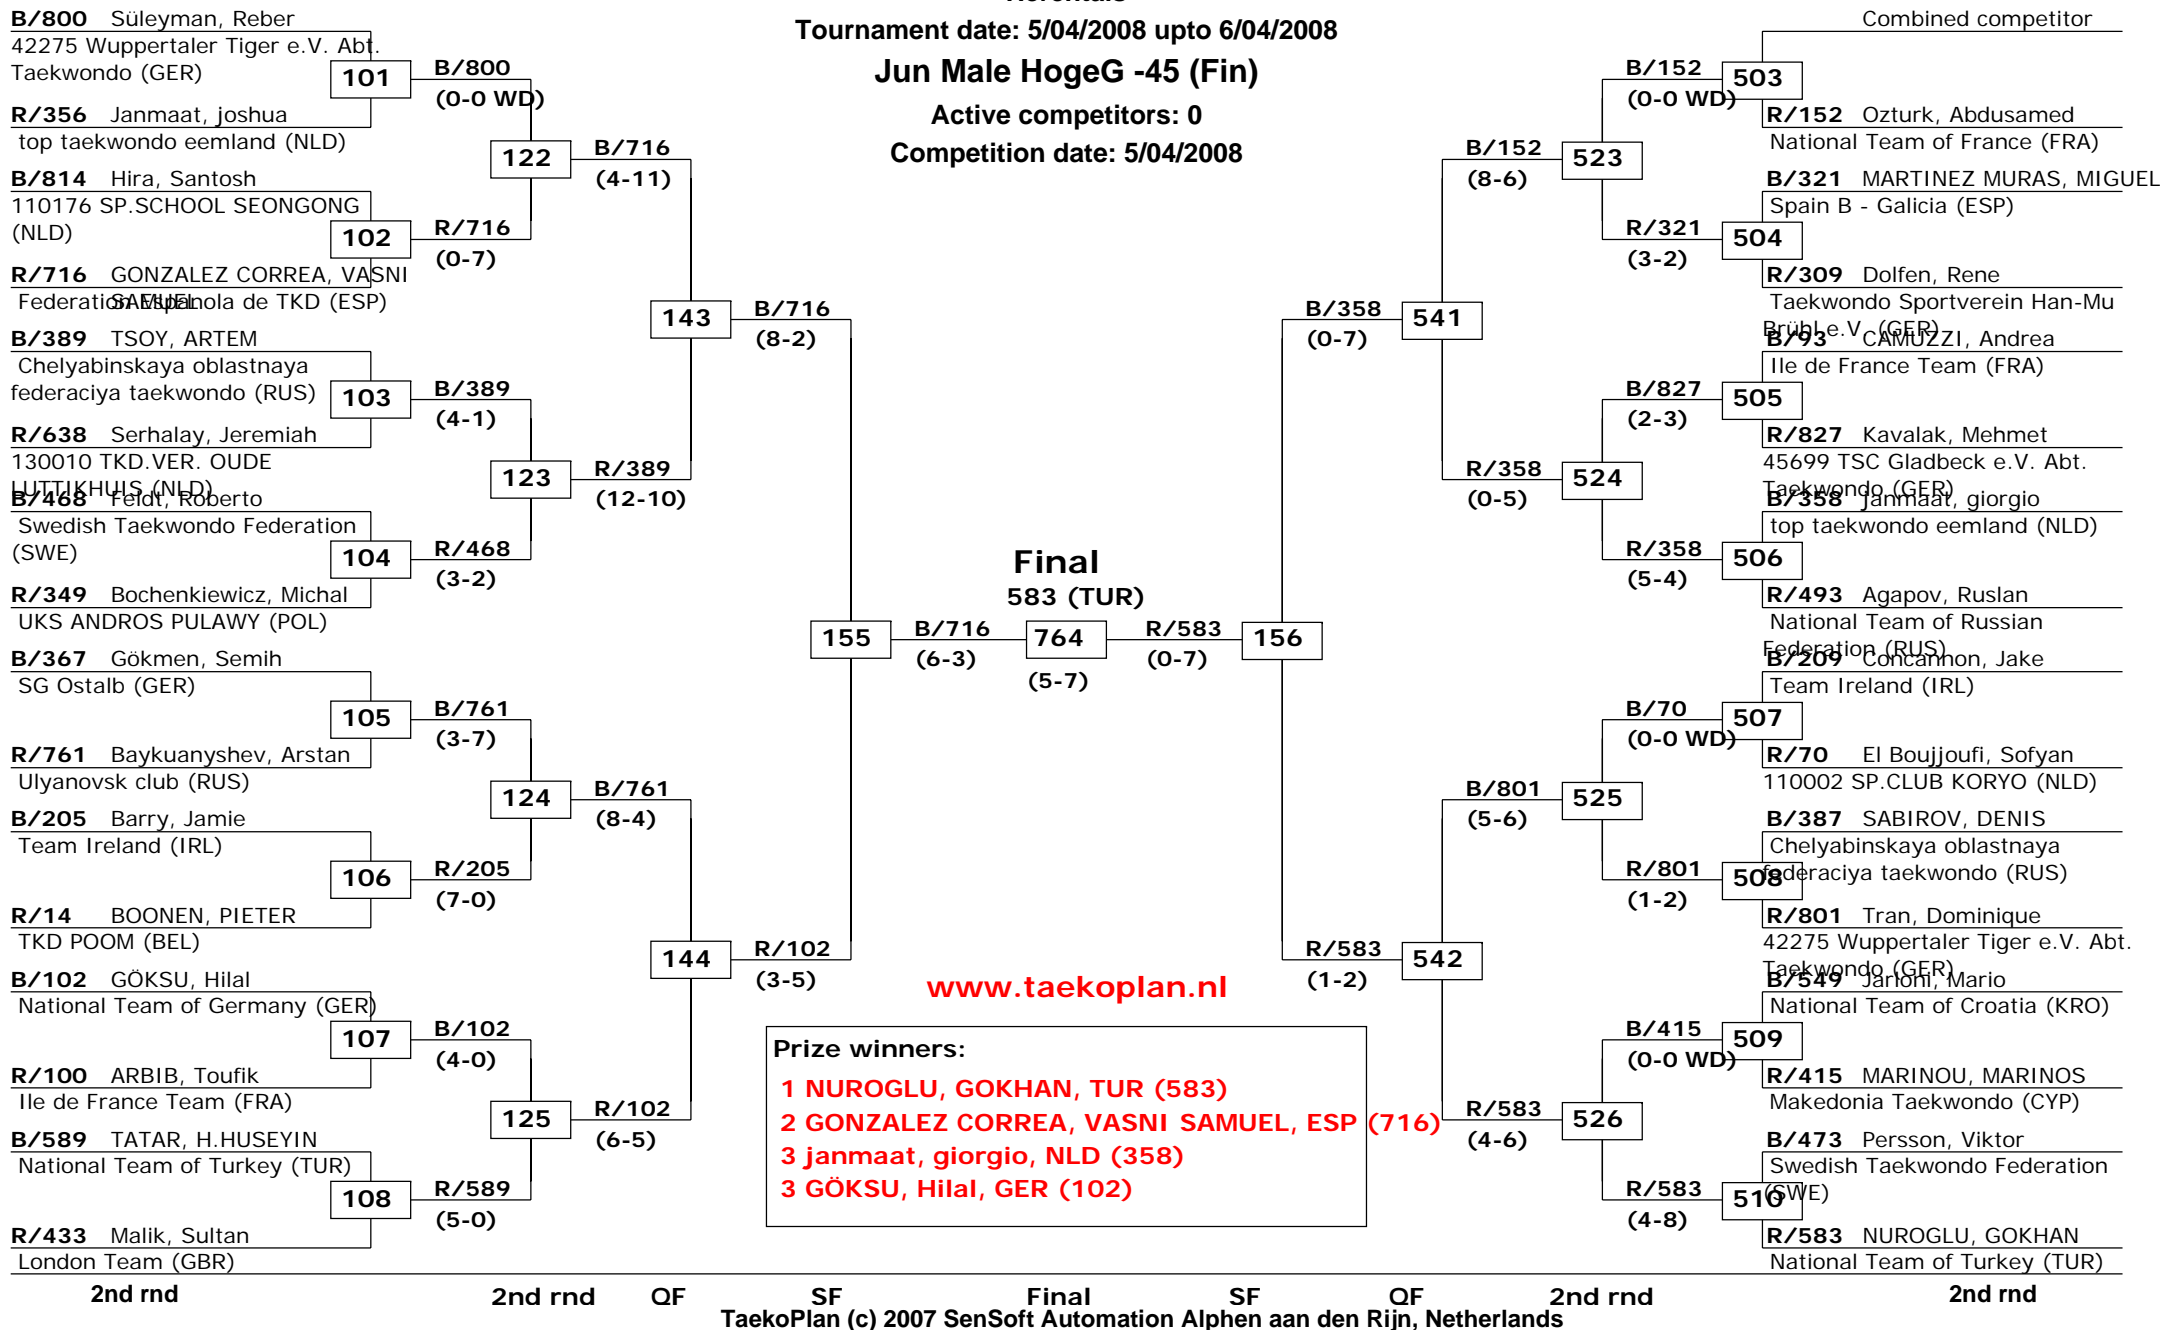 Tournament date: 5/04/2008 upto 6/04/2008
Jun Male HogeG -45 (Fin)
Active competitors: 0
Competition date: 5/04/2008
B/800 Süleyman, Reber
42275 Wuppertaler Tiger e.V. Abt.
Taekwondo (GER)
101
R/356 Janmaat, joshua
top taekwondo eemland (NLD)
B/814 Hira, Santosh
110176 SP.SCHOOL SEONGONG
(NLD)
102
R/716 GONZALEZ CORREA, VASNI
SAMUEL
Federation Espanola de TKD (ESP)
B/389 TSOY, ARTEM
Chelyabinskaya oblastnaya
federaciya taekwondo (RUS)
103
R/638 Serhalay, Jeremiah
130010 TKD.VER. OUDE
LUTTIKHUIS (NLD)
B/468 Feldt, Roberto
Swedish Taekwondo Federation
(SWE)
104
R/349 Bochenkiewicz, Michal
UKS ANDROS PULAWY (POL)
B/367 Gökmen, Semih
SG Ostalb (GER)
105
R/761 Baykuanyshev, Arstan
Ulyanovsk club (RUS)
B/205 Barry, Jamie
Team Ireland (IRL)
106
R/14 BOONEN, PIETER
TKD POOM (BEL)
B/102 GÖKSU, Hilal
National Team of Germany (GER)
107
R/100 ARBIB, Toufik
Ile de France Team (FRA)
B/589 TATAR, H.HUSEYIN
National Team of Turkey (TUR)
108
R/433 Malik, Sultan
London Team (GBR)
B/800
(0-0 WD)
122
R/716
(0-7)
B/389
(4-1)
123
R/468
(3-2)
B/761
(3-7)
124
R/205
(7-0)
B/102
(4-0)
125
R/589
(5-0)
B/716
(4-11)
143
R/389
(12-10)
B/761
(8-4)
144
R/102
(6-5)
B/716
(8-2)
155
R/102
(3-5)
B/716
(6-3)
Final
583 (TUR)
764
(5-7)
R/583
(0-7)
156
B/358
(0-7)
R/583
(1-2)
541
B/152
(8-6)
R/358
(0-5)
542
B/801
(5-6)
R/583
(4-6)
523
B/152
(0-0 WD)
R/321
(3-2)
524
B/827
(2-3)
R/358
(5-4)
525
B/70
(0-0 WD)
R/801
(1-2)
526
B/415
(0-0 WD)
R/583
(4-8)
Combined competitor
503
R/152 Ozturk, Abdusamed
National Team of France (FRA)
B/321 MARTINEZ MURAS, MIGUEL
Spain B - Galicia (ESP)
504
R/309 Dolfen, Rene
Taekwondo Sportverein Han-Mu
Brühl e.V. (GER)
B/93 CAMUZZI, Andrea
Ile de France Team (FRA)
505
R/827 Kavalak, Mehmet
45699 TSC Gladbeck e.V. Abt.
Taekwondo (GER)
B/358 janmaat, giorgio
top taekwondo eemland (NLD)
506
R/493 Agapov, Ruslan
National Team of Russian
Federation (RUS)
B/209 Concannon, Jake
Team Ireland (IRL)
507
R/70 El Boujjoufi, Sofyan
110002 SP.CLUB KORYO (NLD)
B/387 SABIROV, DENIS
Chelyabinskaya oblastnaya
federaciya taekwondo (RUS)
508
R/801 Tran, Dominique
42275 Wuppertaler Tiger e.V. Abt.
Taekwondo (GER)
B/549 Jarloni, Mario
National Team of Croatia (KRO)
509
R/415 MARINOU, MARINOS
Makedonia Taekwondo (CYP)
B/473 Persson, Viktor
Swedish Taekwondo Federation
(SWE)
510
R/583 NUROGLU, GOKHAN
National Team of Turkey (TUR)
www.taekoplan.nl
Prize winners:
1 NUROGLU, GOKHAN, TUR (583)
2 GONZALEZ CORREA, VASNI SAMUEL, ESP (716)
3 janmaat, giorgio, NLD (358)
3 GÖKSU, Hilal, GER (102)
2nd rnd 2nd rnd QF SF Final SF QF 2nd rnd 2nd rnd
TaekoPlan (c) 2007 SenSoft Automation Alphen aan den Rijn, Netherlands